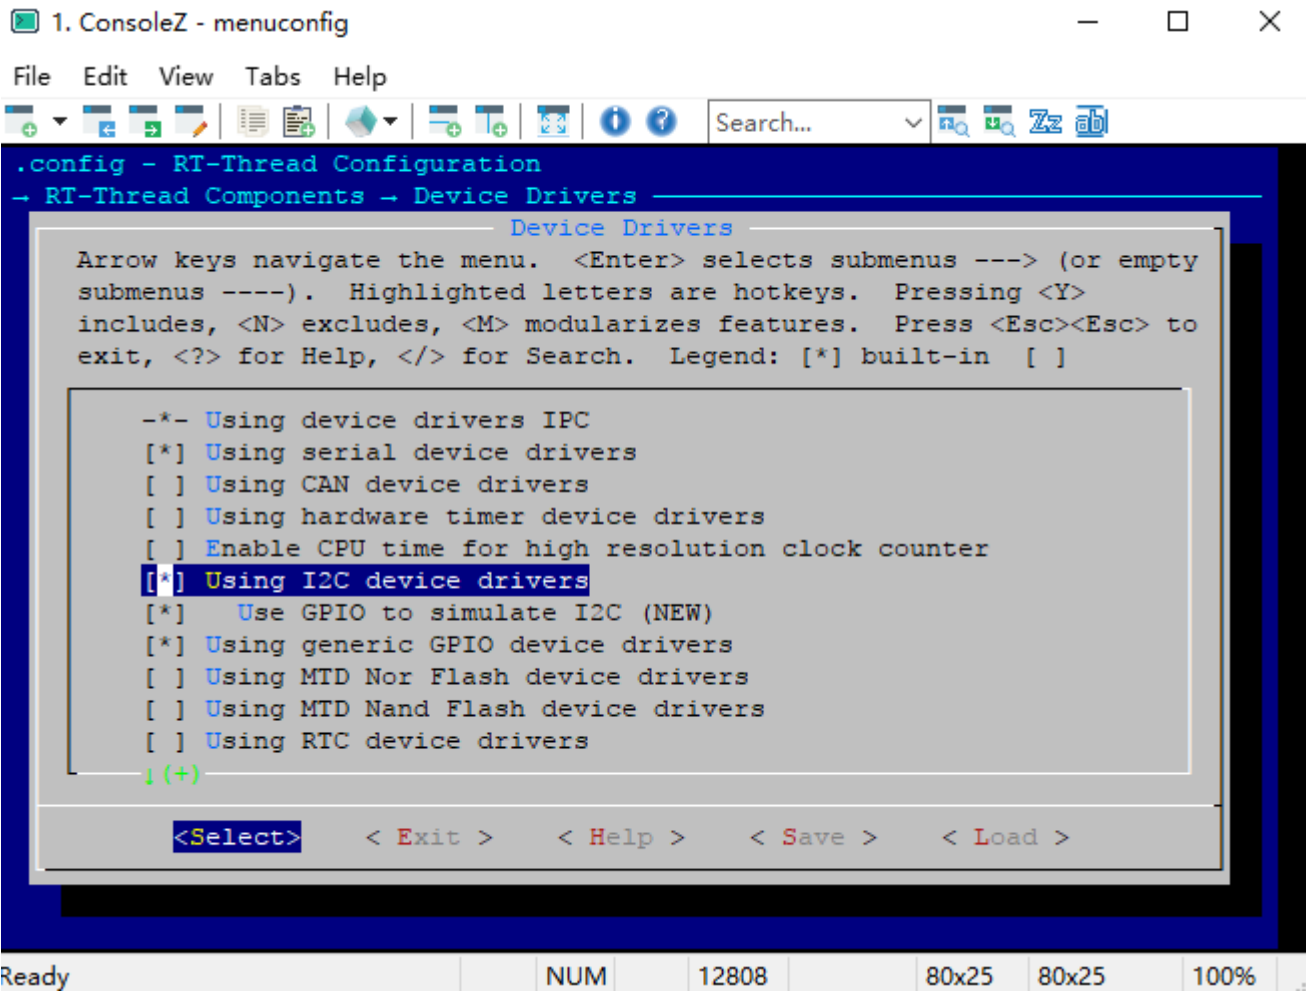 1. ConsoleZ - menuconfig
File Edit View Tabs Help
Search...
.config - RT-Thread Configuration
→ RT-Thread Components → Device Drivers
Device Drivers
Arrow keys navigate the menu. <Enter> selects submenus ---> (or empty
submenus ----). Highlighted letters are hotkeys. Pressing <Y>
includes, <N> excludes, <M> modularizes features. Press <Esc><Esc> to
exit, <?> for Help, </> for Search. Legend: [*] built-in [ ]
-*- Using device drivers IPC
[*] Using serial device drivers
[ ] Using CAN device drivers
[ ] Using hardware timer device drivers
[ ] Enable CPU time for high resolution clock counter
[*] Using I2C device drivers
[*] Use GPIO to simulate I2C (NEW)
[*] Using generic GPIO device drivers
[ ] Using MTD Nor Flash device drivers
[ ] Using MTD Nand Flash device drivers
[ ] Using RTC device drivers
↓(+)
<Select> < Exit > < Help > < Save > < Load >
Ready NUM 12808 80x25 80x25 100%